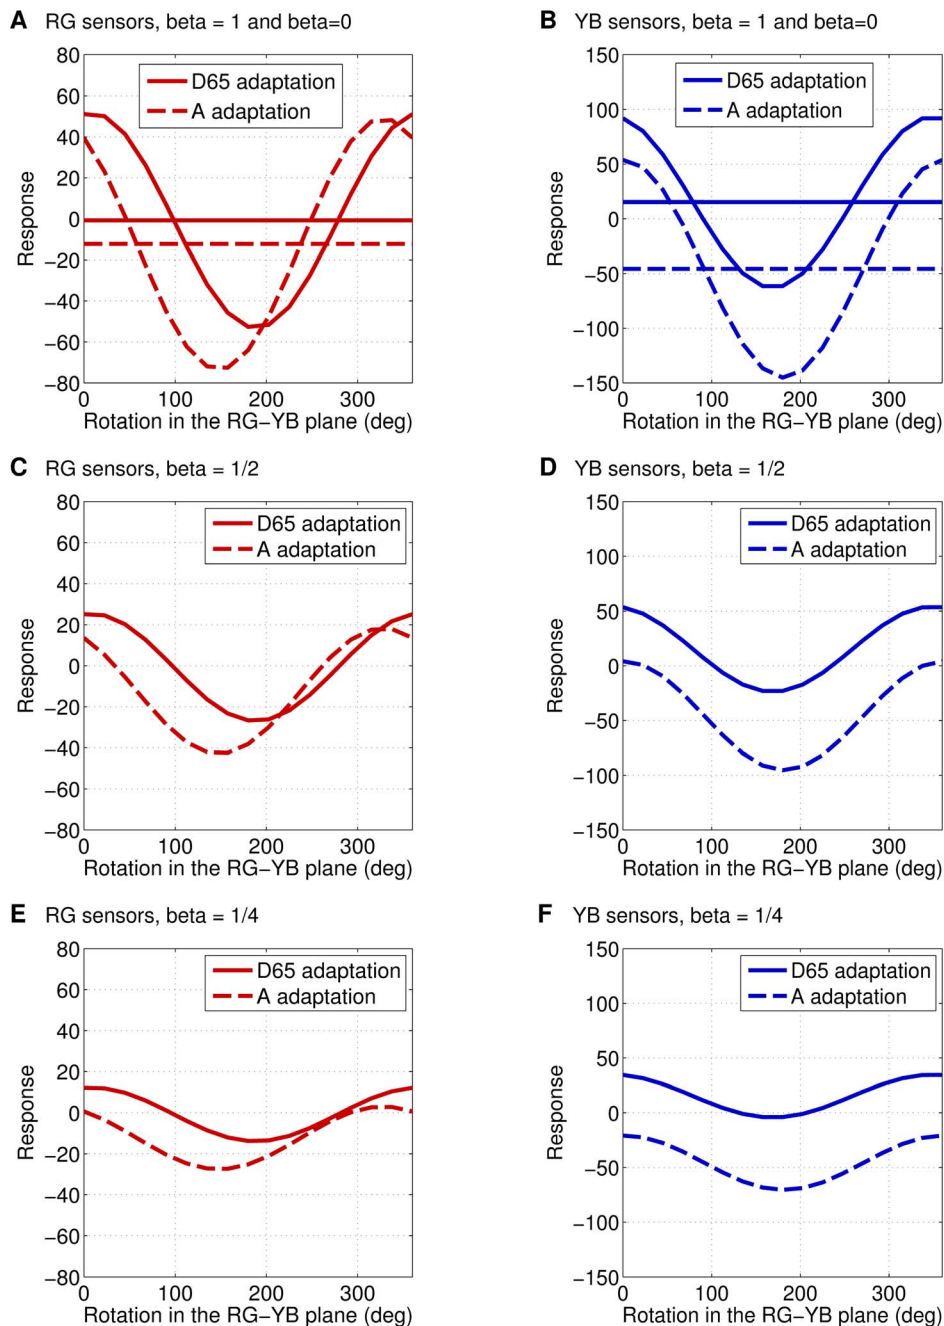 A RG sensors, beta = 1 and beta=0
80
60
40
20
0
−20
−40
−60
−80
Response
D65 adaptation
A adaptation
0 100 200 300
Rotation in the RG−YB plane (deg)
B YB sensors, beta = 1 and beta=0
150
100
50
0
−50
−100
−150
Response
D65 adaptation
A adaptation
0 100 200 300
Rotation in the RG−YB plane (deg)
C RG sensors, beta = 1/2
80
60
40
20
0
−20
−40
−60
−80
Response
D65 adaptation
A adaptation
0 100 200 300
Rotation in the RG−YB plane (deg)
D YB sensors, beta = 1/2
150
100
50
0
−50
−100
−150
Response
D65 adaptation
A adaptation
0 100 200 300
Rotation in the RG−YB plane (deg)
E RG sensors, beta = 1/4
80
60
40
20
0
−20
−40
−60
−80
Response
D65 adaptation
A adaptation
0 100 200 300
Rotation in the RG−YB plane (deg)
F YB sensors, beta = 1/4
150
100
50
0
−50
−100
−150
Response
D65 adaptation
A adaptation
0 100 200 300
Rotation in the RG−YB plane (deg)